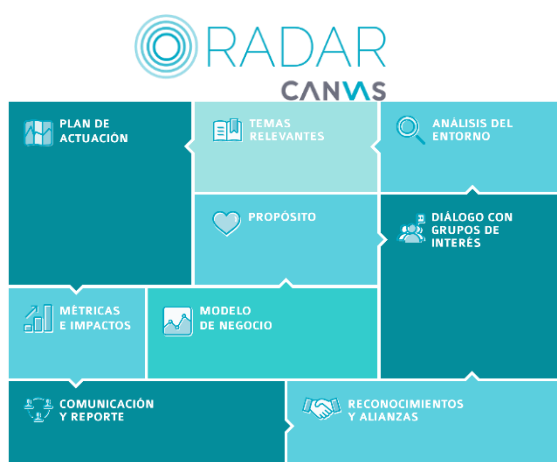 RADAR
CANVAS
PLAN DE
ACTUACIÓN
TEMAS
RELEVANTES
ANÁLISIS DEL
ENTORNO
PROPÓSITO
DIÁLOGO CON
GRUPOS DE
INTERÉS
MÉTRICAS
E IMPACTOS
MODELO
DE NEGOCIO
COMUNICACIÓN
Y REPORTE
RECONOCIMIENTOS
Y ALIANZAS